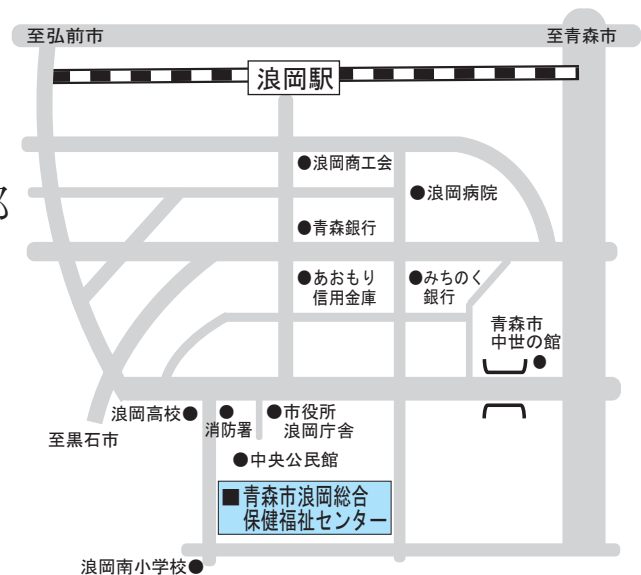 至弘前市
至青森市
浪岡駅
●浪岡商工会
●浪岡病院
●青森銀行
●あおもり
信用金庫
●みちのく
銀行
青森市
中世の館
浪岡高校●
消防署
●市役所
浪岡庁舎
至黒石市
●中央公民館
■青森市浪岡総合
保健福祉センター
浪岡南小学校●